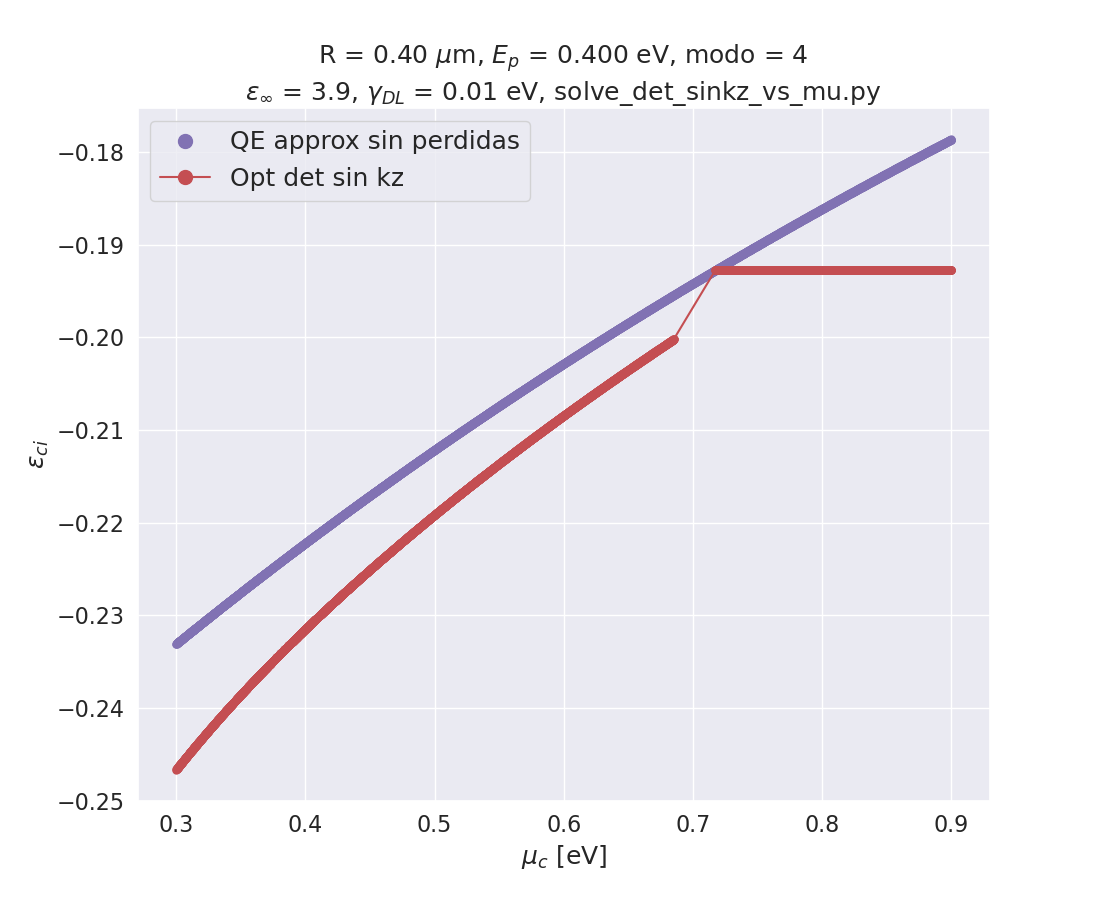 R = 0.40 μm, E_p = 0.400 eV, modo = 4
ε_∞ = 3.9, γ_DL = 0.01 eV, solve_det_sinkz_vs_mu.py
QE approx sin perdidas
Opt det sin kz
−0.18
−0.19
−0.20
−0.21
−0.22
−0.23
−0.24
−0.25
ε_ci
0.3 0.4 0.5 0.6 0.7 0.8 0.9
μ_c [eV]